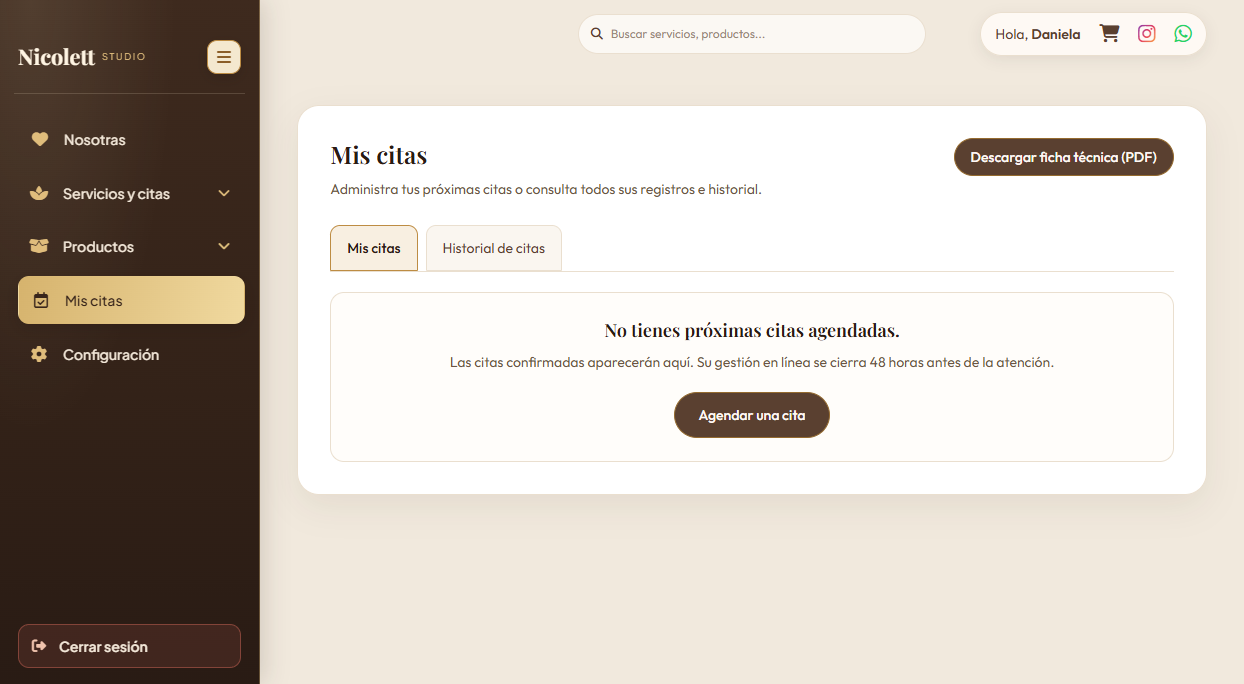 Nicolett STUDIO
Nosotras
Servicios y citas
Productos
Mis citas
Configuración
Cerrar sesión
Buscar servicios, productos...
Hola, Daniela
Mis citas
Descargar ficha técnica (PDF)
Administra tus próximas citas o consulta todos sus registros e historial.
Mis citas
Historial de citas
No tienes próximas citas agendadas.
Las citas confirmadas aparecerán aquí. Su gestión en línea se cierra 48 horas antes de la atención.
Agendar una cita